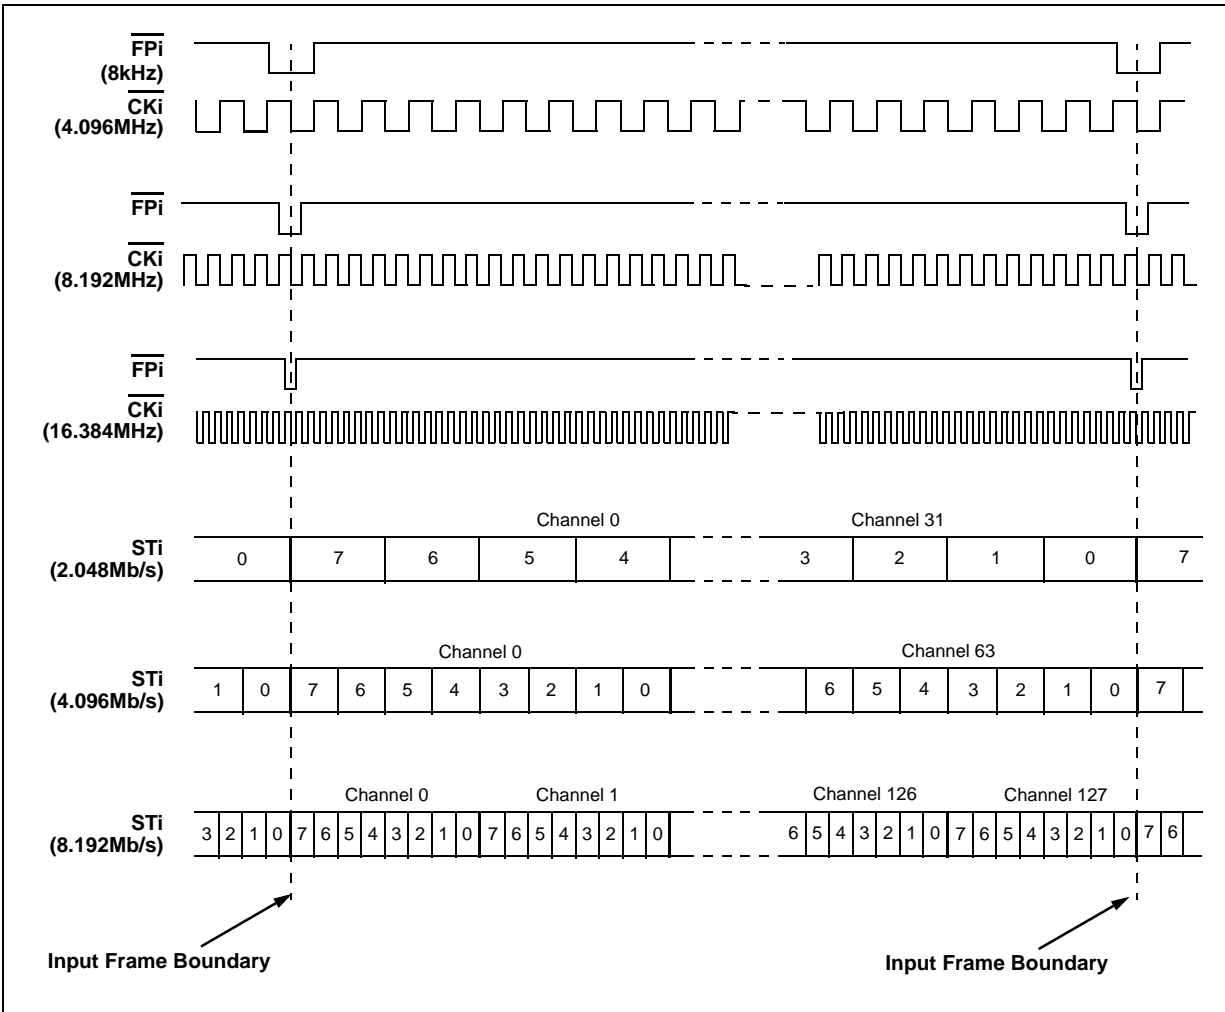 FPi
(8kHz)
CKi
(4.096MHz)
FPi
CKi
(8.192MHz)
FPi
CKi
(16.384MHz)
Channel 0 Channel 31
STi
(2.048Mb/s)
0 7 6 5 4 3 2 1 0 7
Channel 0 Channel 63
STi
(4.096Mb/s)
1 0 7 6 5 4 3 2 1 0 6 5 4 3 2 1 0 7
Channel 0 Channel 1 Channel 126 Channel 127
STi
(8.192Mb/s)
3 2 1 0 7 6 5 4 3 2 1 0 7 6 5 4 3 2 1 0 6 5 4 3 2 1 0 7 6 5 4 3 2 1 0 7 6
Input Frame Boundary
Input Frame Boundary